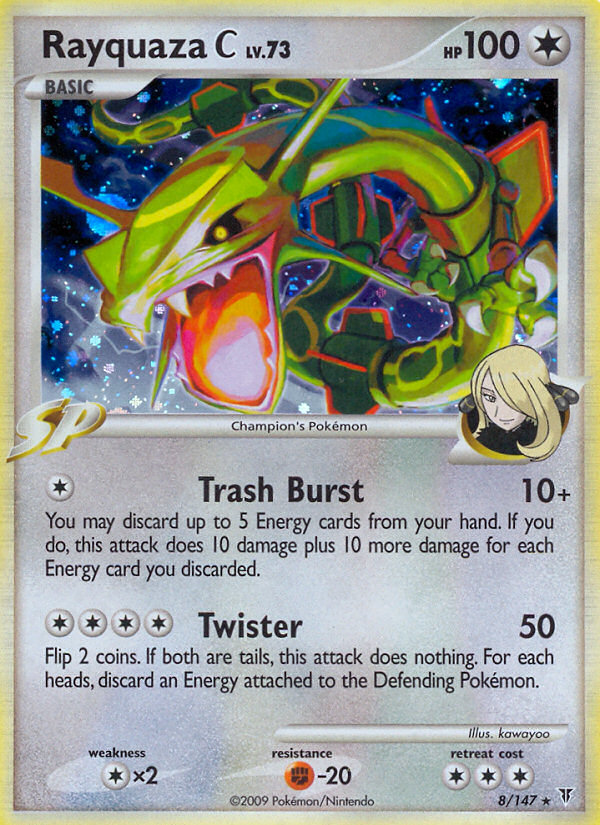 Rayquaza C LV.73 HP 100
BASIC
SP
Champion's Pokémon
Trash Burst 10+
You may discard up to 5 Energy cards from your hand. If you
do, this attack does 10 damage plus 10 more damage for each
Energy card you discarded.
Twister 50
Flip 2 coins. If both are tails, this attack does nothing. For each
heads, discard an Energy attached to the Defending Pokémon.
Illus. kawayoo
weakness resistance retreat cost
×2 -20
©2009 Pokémon/Nintendo 8/147